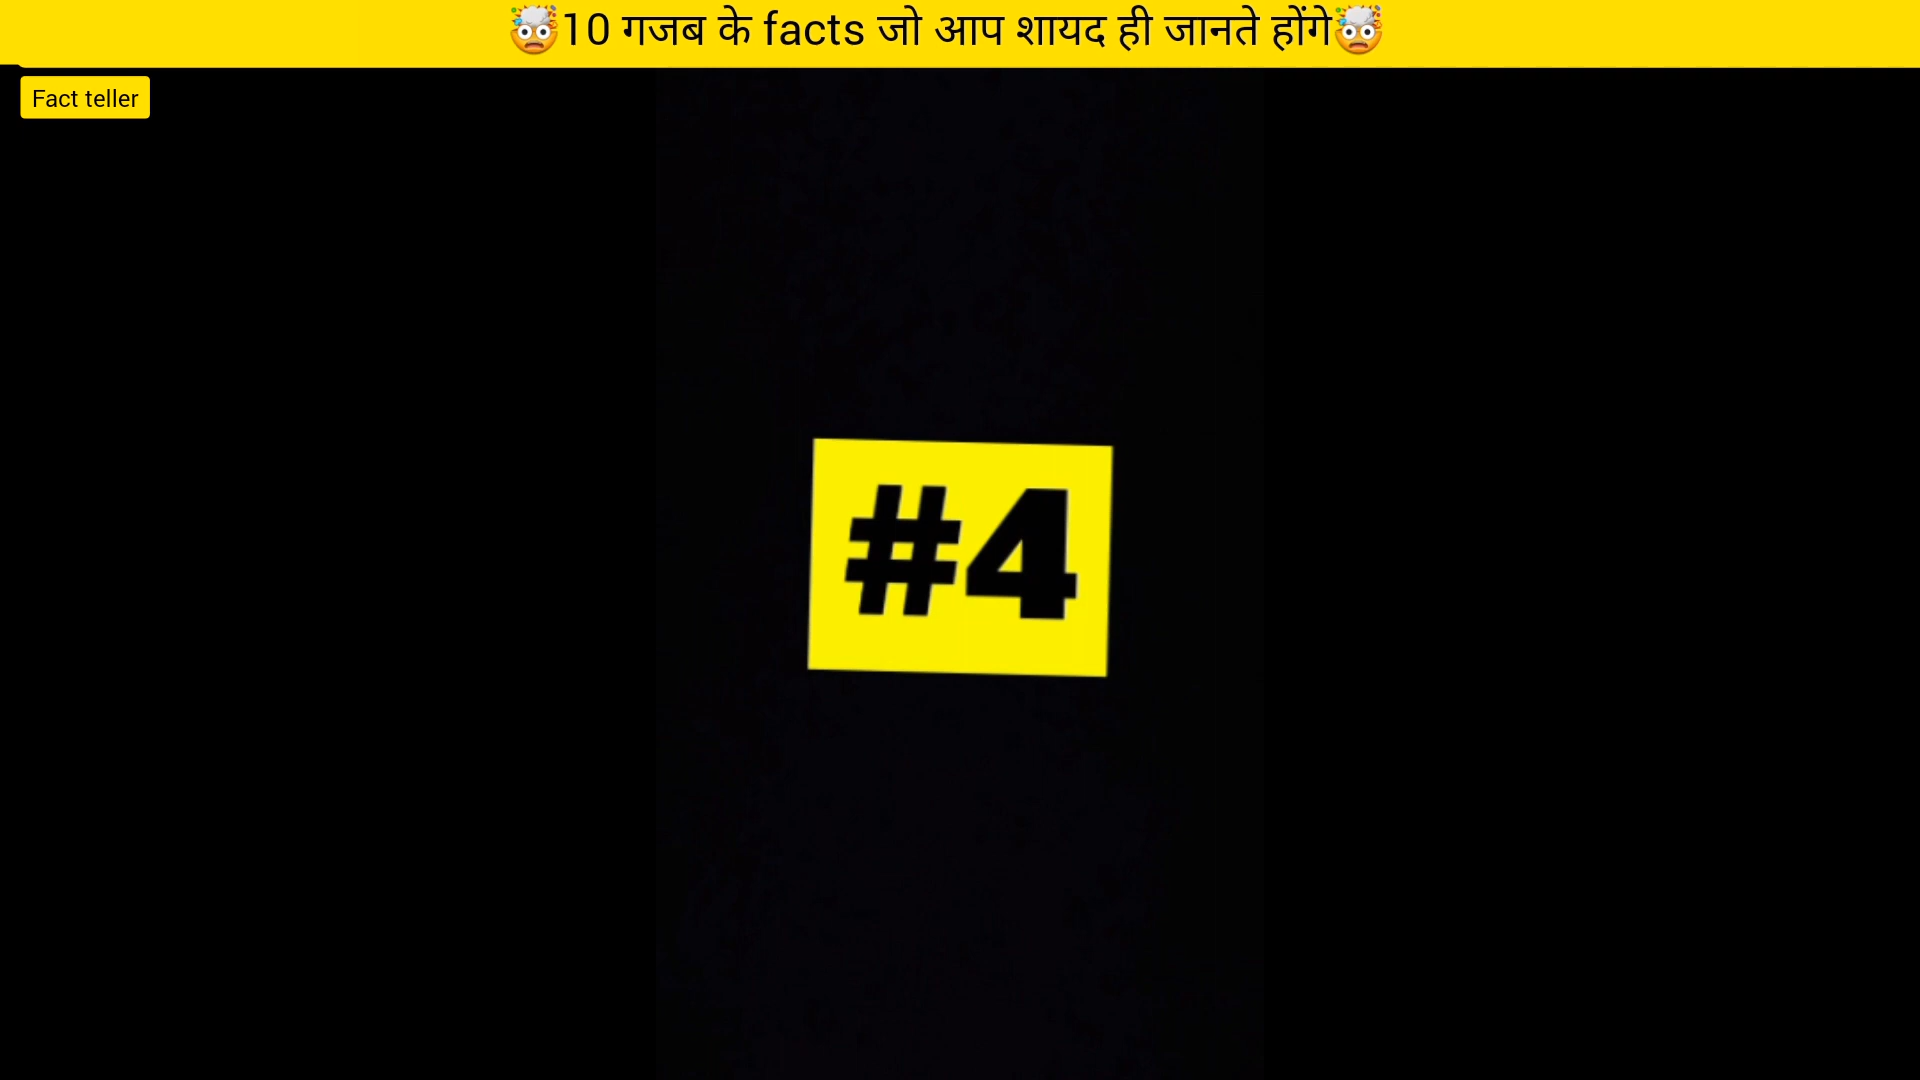 🤯10 गजब के facts जो आप शायद ही जानते होंगे🤯
Fact teller
#4